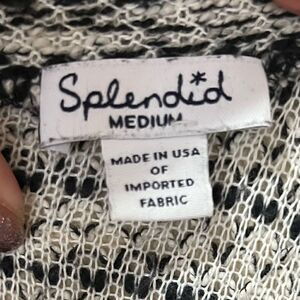 Splendid
MEDIUM
MADE IN USA
OF
IMPORTED
FABRIC